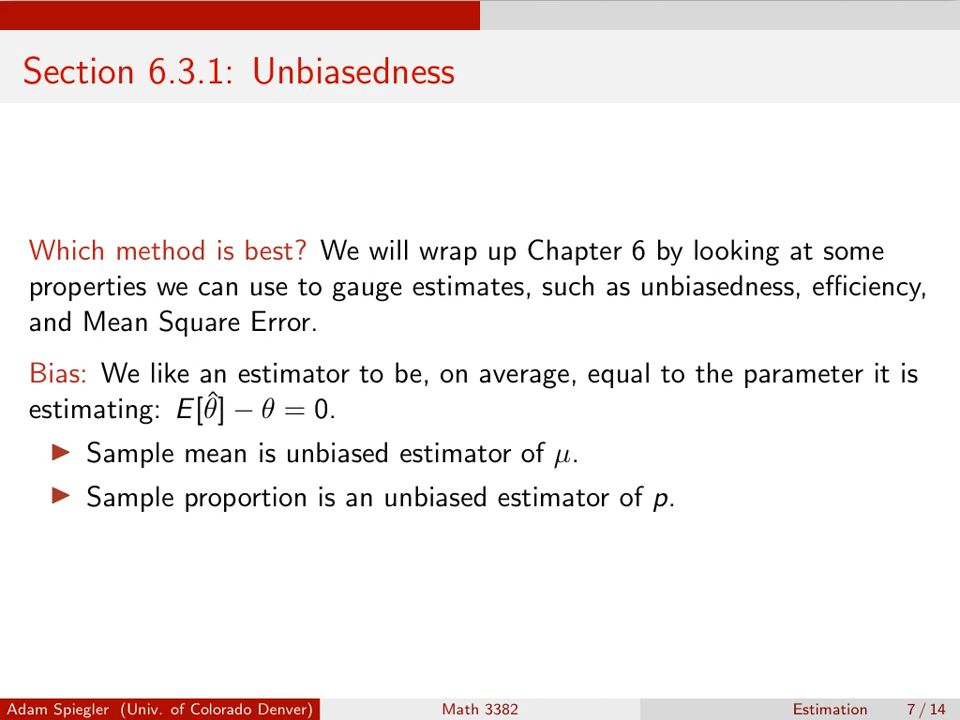 Section 6.3.1: Unbiasedness
Which method is best? We will wrap up Chapter 6 by looking at some
properties we can use to gauge estimates, such as unbiasedness, efficiency,
and Mean Square Error.
Bias: We like an estimator to be, on average, equal to the parameter it is
estimating: E[θ̂] − θ = 0.
▶ Sample mean is unbiased estimator of μ.
▶ Sample proportion is an unbiased estimator of p.
Adam Spiegler (Univ. of Colorado Denver) Math 3382 Estimation 7 / 14